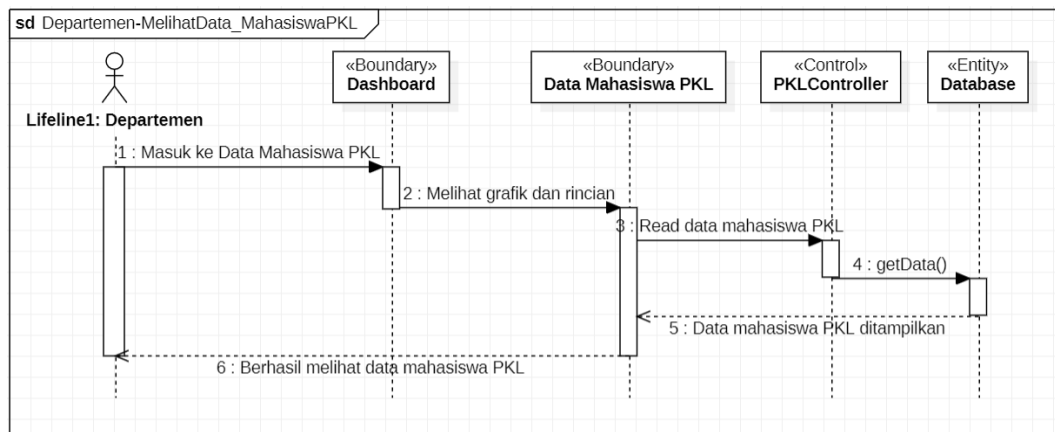 sd Departemen-MelihatData_MahasiswaPKL
«Boundary»
Dashboard
«Boundary»
Data Mahasiswa PKL
«Control»
PKLController
«Entity»
Database
Lifeline1: Departemen
1 : Masuk ke Data Mahasiswa PKL
2 : Melihat grafik dan rincian
3 : Read data mahasiswa PKL
4 : getData()
5 : Data mahasiswa PKL ditampilkan
6 : Berhasil melihat data mahasiswa PKL